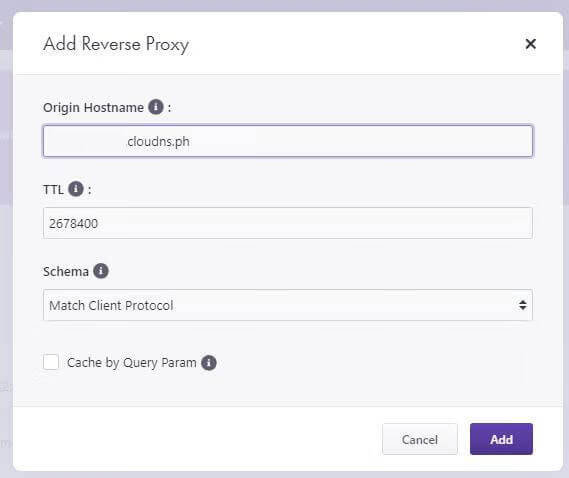 Add Reverse Proxy
Origin Hostname :
cloudns.ph
TTL :
2678400
Schema
Match Client Protocol
Cache by Query Param
Cancel
Add